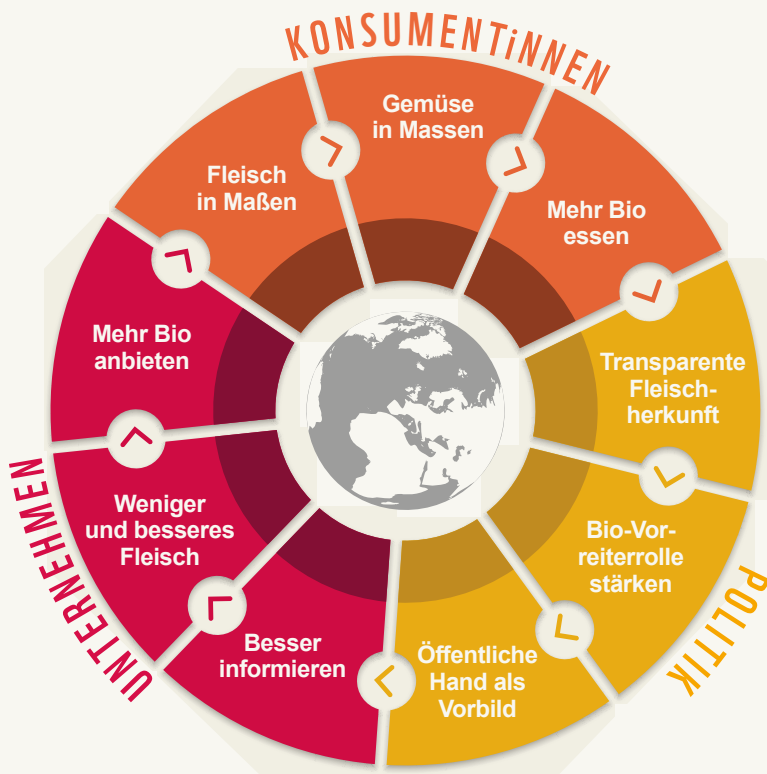 KONSUMENTiNNEN
Gemüse
in Massen
Fleisch
in Maßen
Mehr Bio
essen
Mehr Bio
anbieten
Transparente
Fleisch-
herkunft
UNTERNEHMEN
Weniger
und besseres
Fleisch
Bio-Vor-
reiterrolle
stärken
POLITIK
Besser
informieren
Öffentliche
Hand als
Vorbild